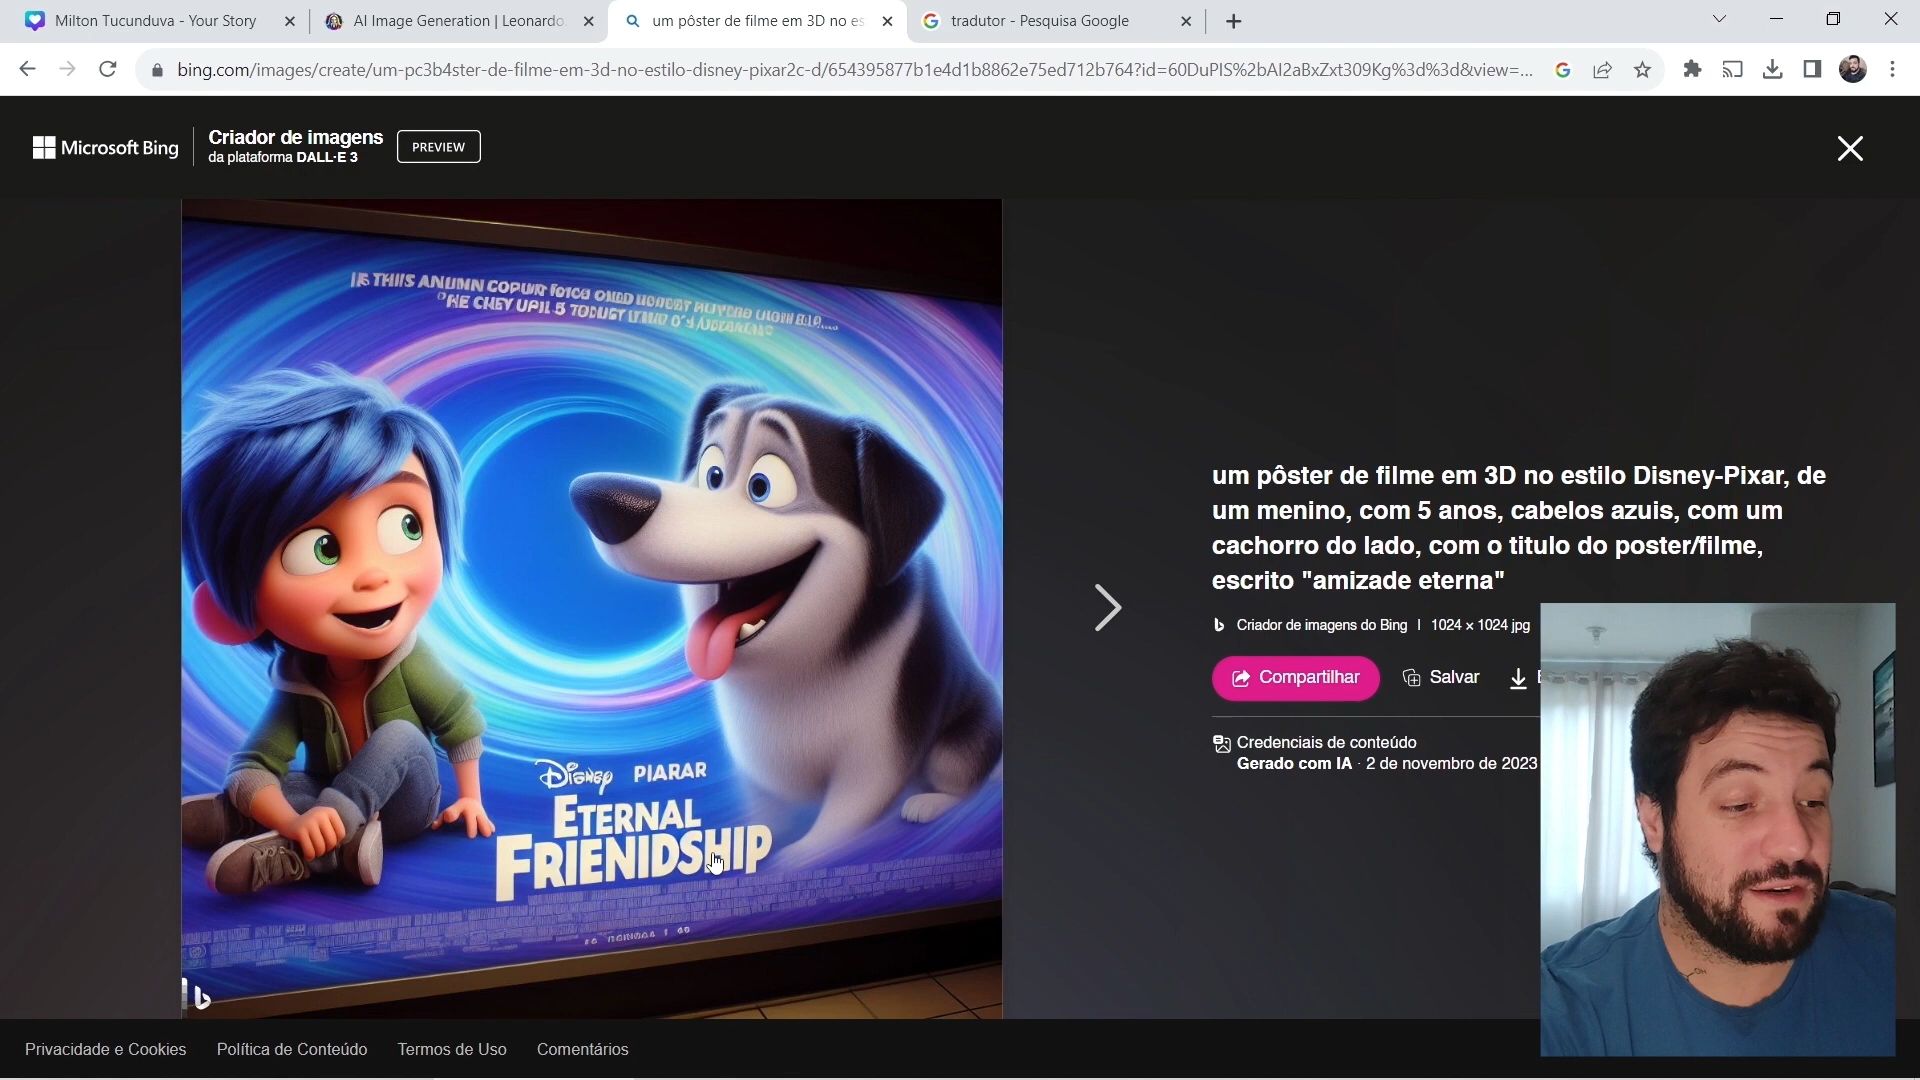 Milton Tucunduva - Your Story
AI Image Generation | Leonardo.
um pôster de filme em 3D no es
tradutor - Pesquisa Google
bing.com/images/create/um-pc3b4ster-de-filme-em-3d-no-estilo-disney-pixar2c-d/654395877b1e4d1b8862e75ed712b764?id=60DuPIS%2bAI2aBxZxt309Kg%3d%3d&view=...
Microsoft Bing
Criador de imagens
da plataforma DALL·E 3
PREVIEW
Disney PIARAR
ETERNAL
FRIENIDSHIP
um pôster de filme em 3D no estilo Disney-Pixar, de
um menino, com 5 anos, cabelos azuis, com um
cachorro do lado, com o titulo do poster/filme,
escrito "amizade eterna"
Criador de imagens do Bing | 1024 × 1024 jpg
Compartilhar
Salvar
Credenciais de conteúdo
Gerado com IA · 2 de novembro de 2023
Privacidade e Cookies
Política de Conteúdo
Termos de Uso
Comentários